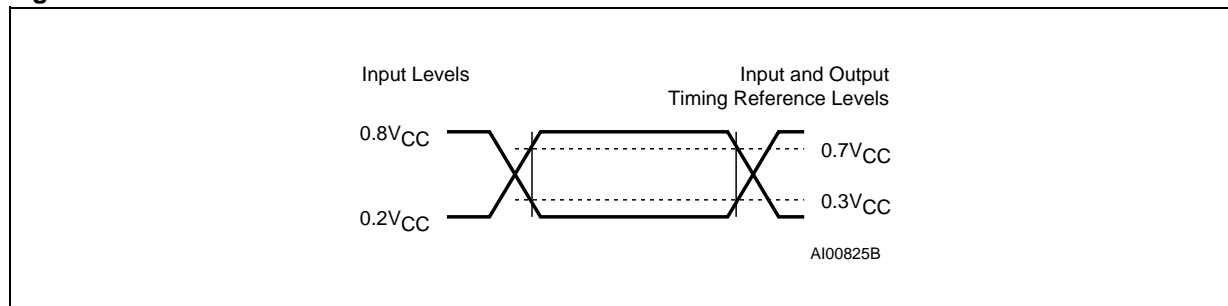 Input Levels
Input and Output
Timing Reference Levels
0.8VCC
0.7VCC
0.3VCC
0.2VCC
AI00825B